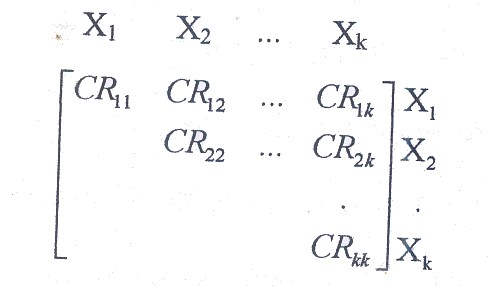 X₁ X₂ ... Xₖ
CR₁₁ CR₁₂ ... CR₁ₖ X₁
CR₂₂ ... CR₂ₖ X₂
. .
CRₖₖ Xₖ